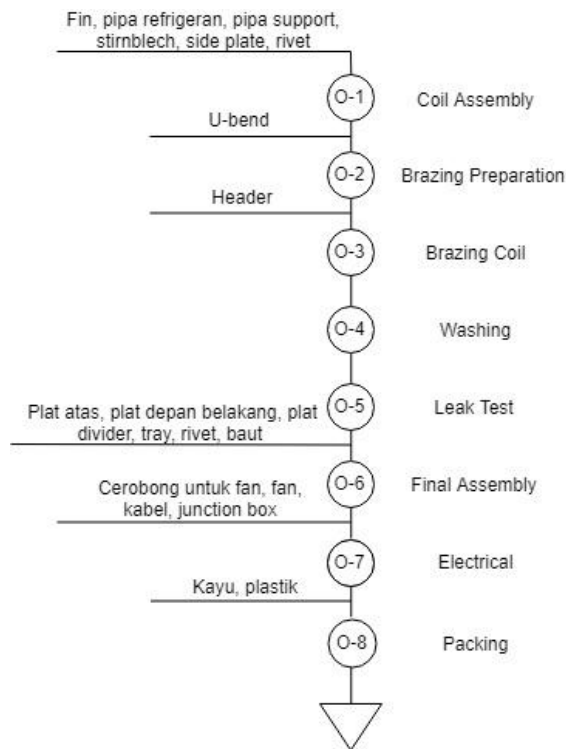 Fin, pipa refrigeran, pipa support,
stirnblech, side plate, rivet
O-1
Coil Assembly
U-bend
O-2
Brazing Preparation
Header
O-3
Brazing Coil
O-4
Washing
O-5
Leak Test
Plat atas, plat depan belakang, plat
divider, tray, rivet, baut
O-6
Final Assembly
Cerobong untuk fan, fan,
kabel, junction box
O-7
Electrical
Kayu, plastik
O-8
Packing